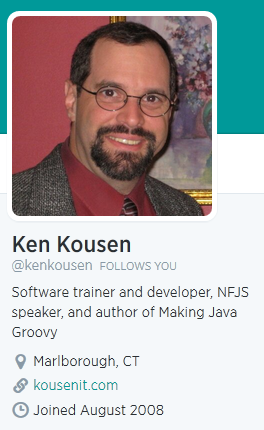 Ken Kousen
@kenkousen FOLLOWS YOU
Software trainer and developer, NFJS
speaker, and author of Making Java
Groovy
Marlborough, CT
kousenit.com
Joined August 2008